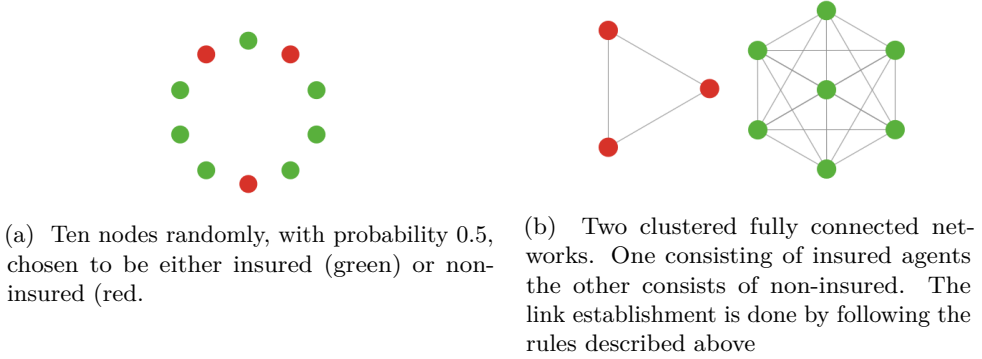 (a) Ten nodes randomly, with probability 0.5,
chosen to be either insured (green) or non-
insured (red.
(b) Two clustered fully connected net-
works. One consisting of insured agents
the other consists of non-insured. The
link establishment is done by following the
rules described above